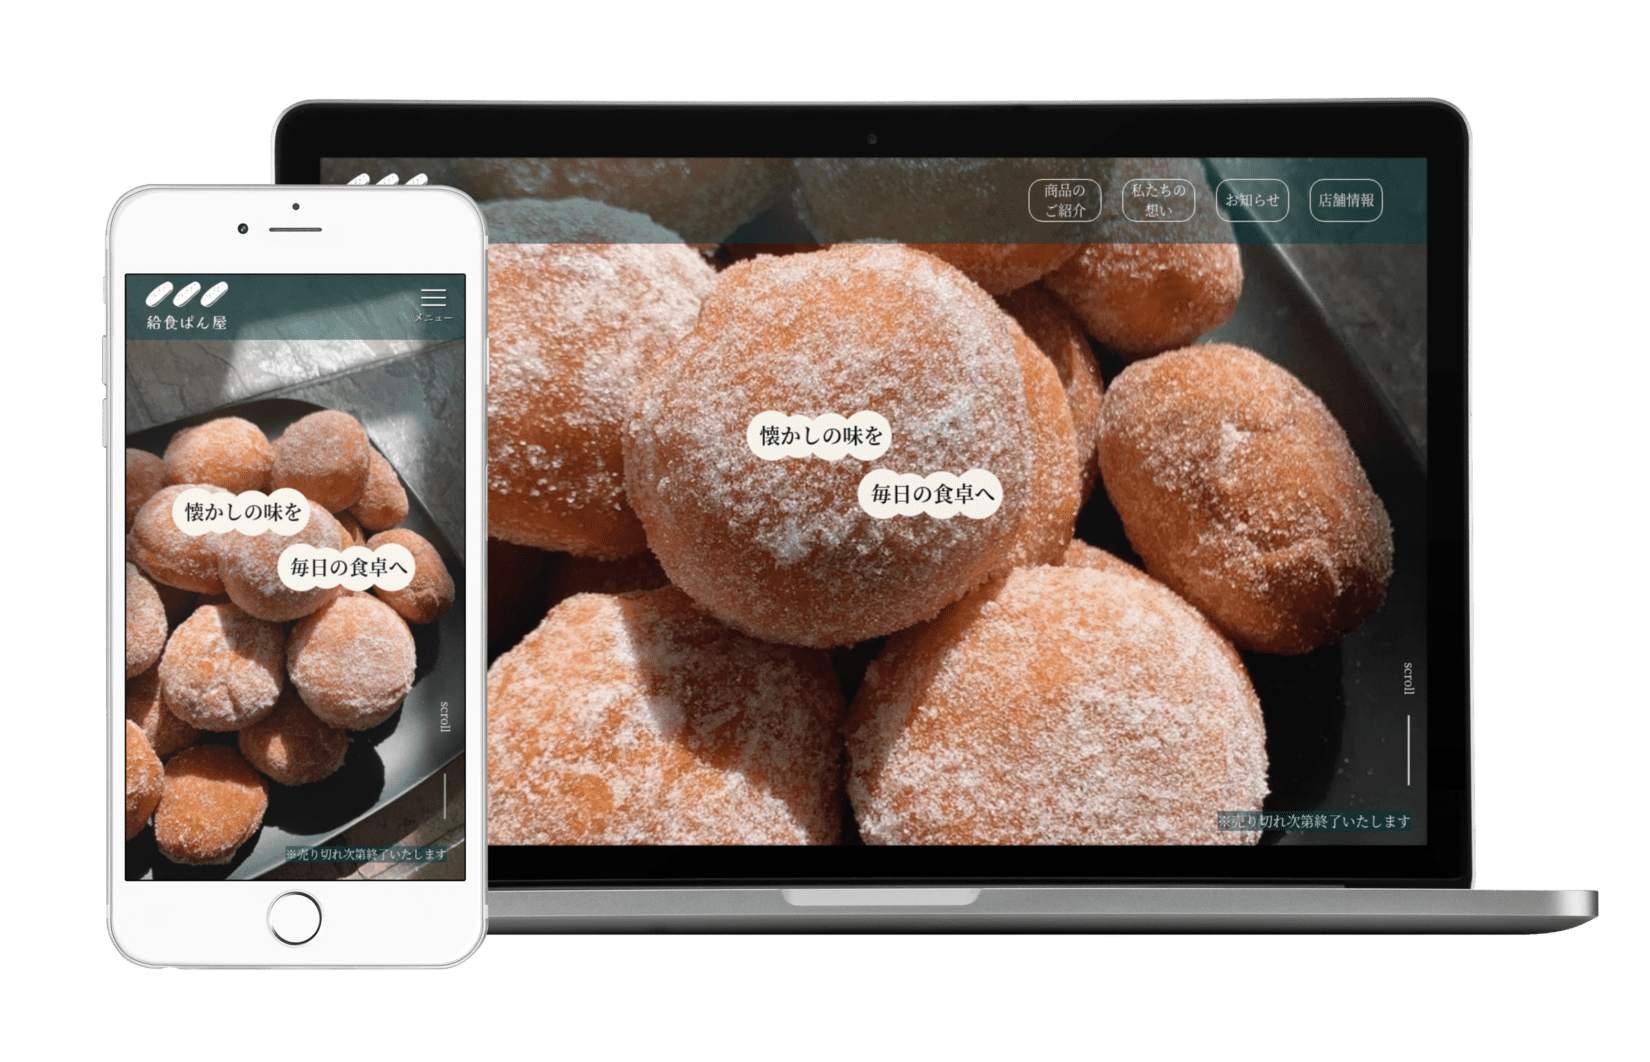 給食ぱん屋
メニュー
懐かしの味を
毎日の食卓へ
scroll
※売り切れ次第終了いたします
商品の
ご紹介
私たちの
想い
お知らせ
店舗情報
懐かしの味を
毎日の食卓へ
scroll
※売り切れ次第終了いたします